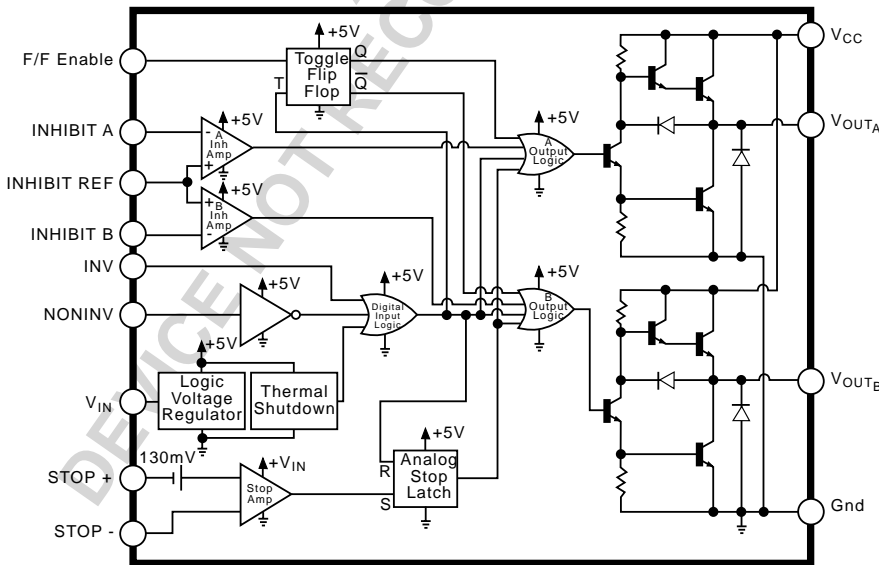 DEVICE NOT RECO
F/F Enable
INHIBIT A
INHIBIT REF
INHIBIT B
INV
NONINV
VIN
STOP +
STOP -
+5V
Toggle
Flip
Flop
T
Q
Q
+5V
-
A
Inh
Amp
+
+5V
+
B
Inh
Amp
-
+5V
+5V
Digital
Input
Logic
+5V
Logic
Voltage
Regulator
Thermal
Shutdown
130mV
+VIN
Stop
Amp
+5V
R
S
Analog
Stop
Latch
+5V
A
Output
Logic
+5V
B
Output
Logic
VCC
VOUTA
VOUTB
Gnd